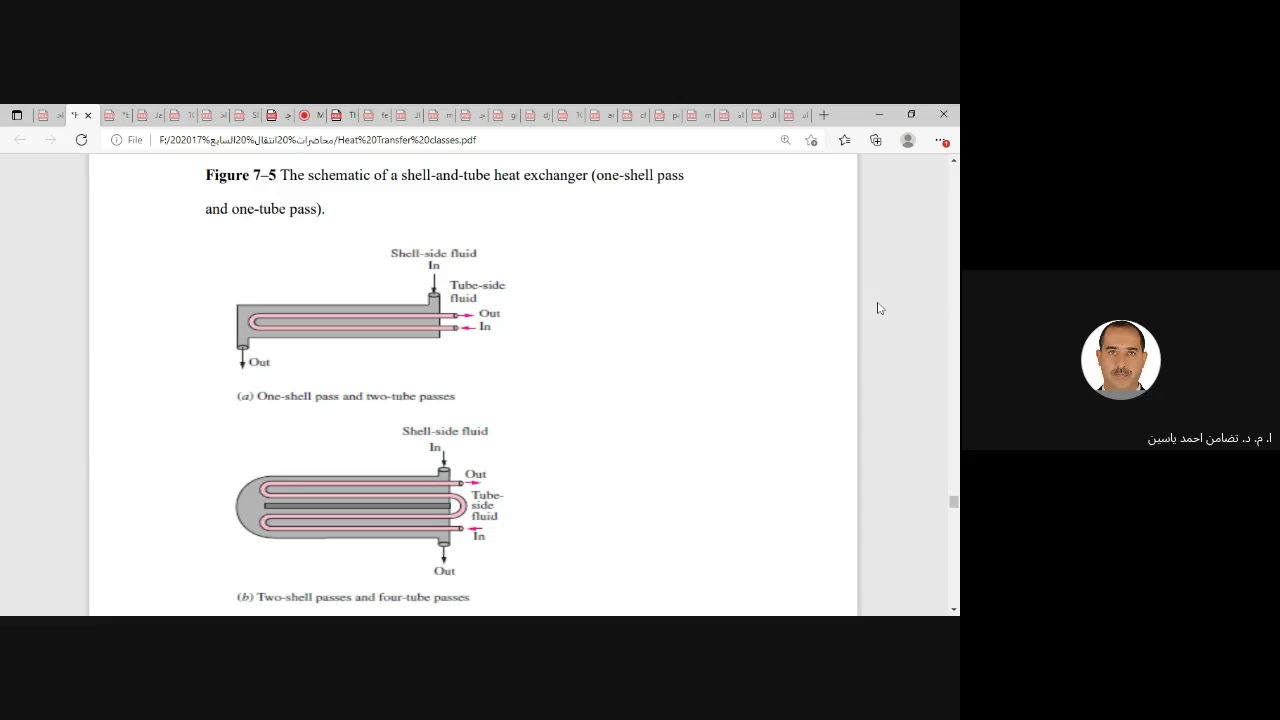 File
F:/202017%محاضرات%20انتقال%20السابع/Heat%20Transfer%20classes.pdf
Figure 7–5 The schematic of a shell-and-tube heat exchanger (one-shell pass
and one-tube pass).
Shell-side fluid
In
Tube-side
fluid
Out
In
Out
(a) One-shell pass and two-tube passes
Shell-side fluid
In
Out
Tube-
side
fluid
In
Out
(b) Two-shell passes and four-tube passes
ا. م. د. تضامن احمد ياسين